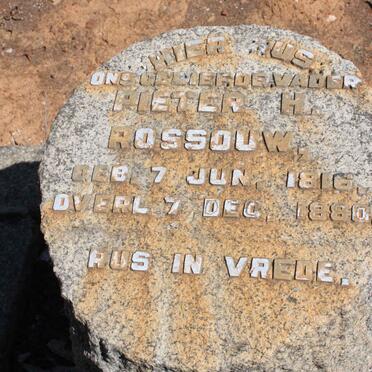 HIER RUS
ONS GELIEFDE VADER
PIETER H.
ROSSOUW,
GEB. 7 JUN. 1816,
OVERL. 7 DEC. 1880.
RUS IN VREDE.